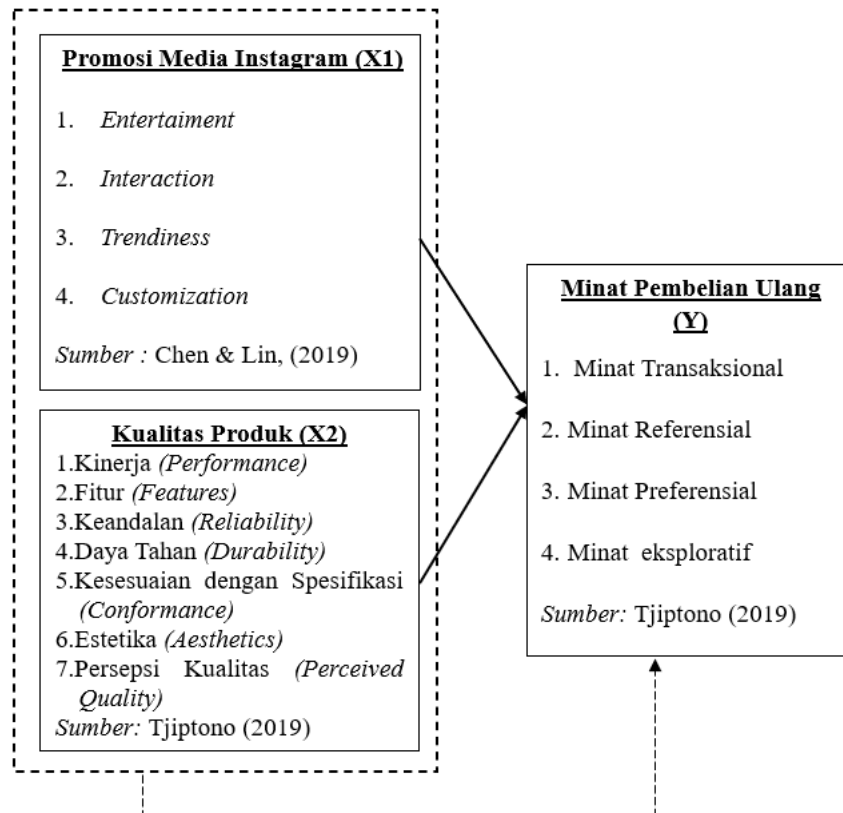 Promosi Media Instagram (X1)
1. Entertaiment
2. Interaction
3. Trendiness
4. Customization
Sumber : Chen & Lin, (2019)
Kualitas Produk (X2)
1.Kinerja (Performance)
2.Fitur (Features)
3.Keandalan (Reliability)
4.Daya Tahan (Durability)
5.Kesesuaian dengan Spesifikasi
(Conformance)
6.Estetika (Aesthetics)
7.Persepsi Kualitas (Perceived
Quality)
Sumber: Tjiptono (2019)
Minat Pembelian Ulang
(Y)
1. Minat Transaksional
2. Minat Referensial
3. Minat Preferensial
4. Minat eksploratif
Sumber: Tjiptono (2019)